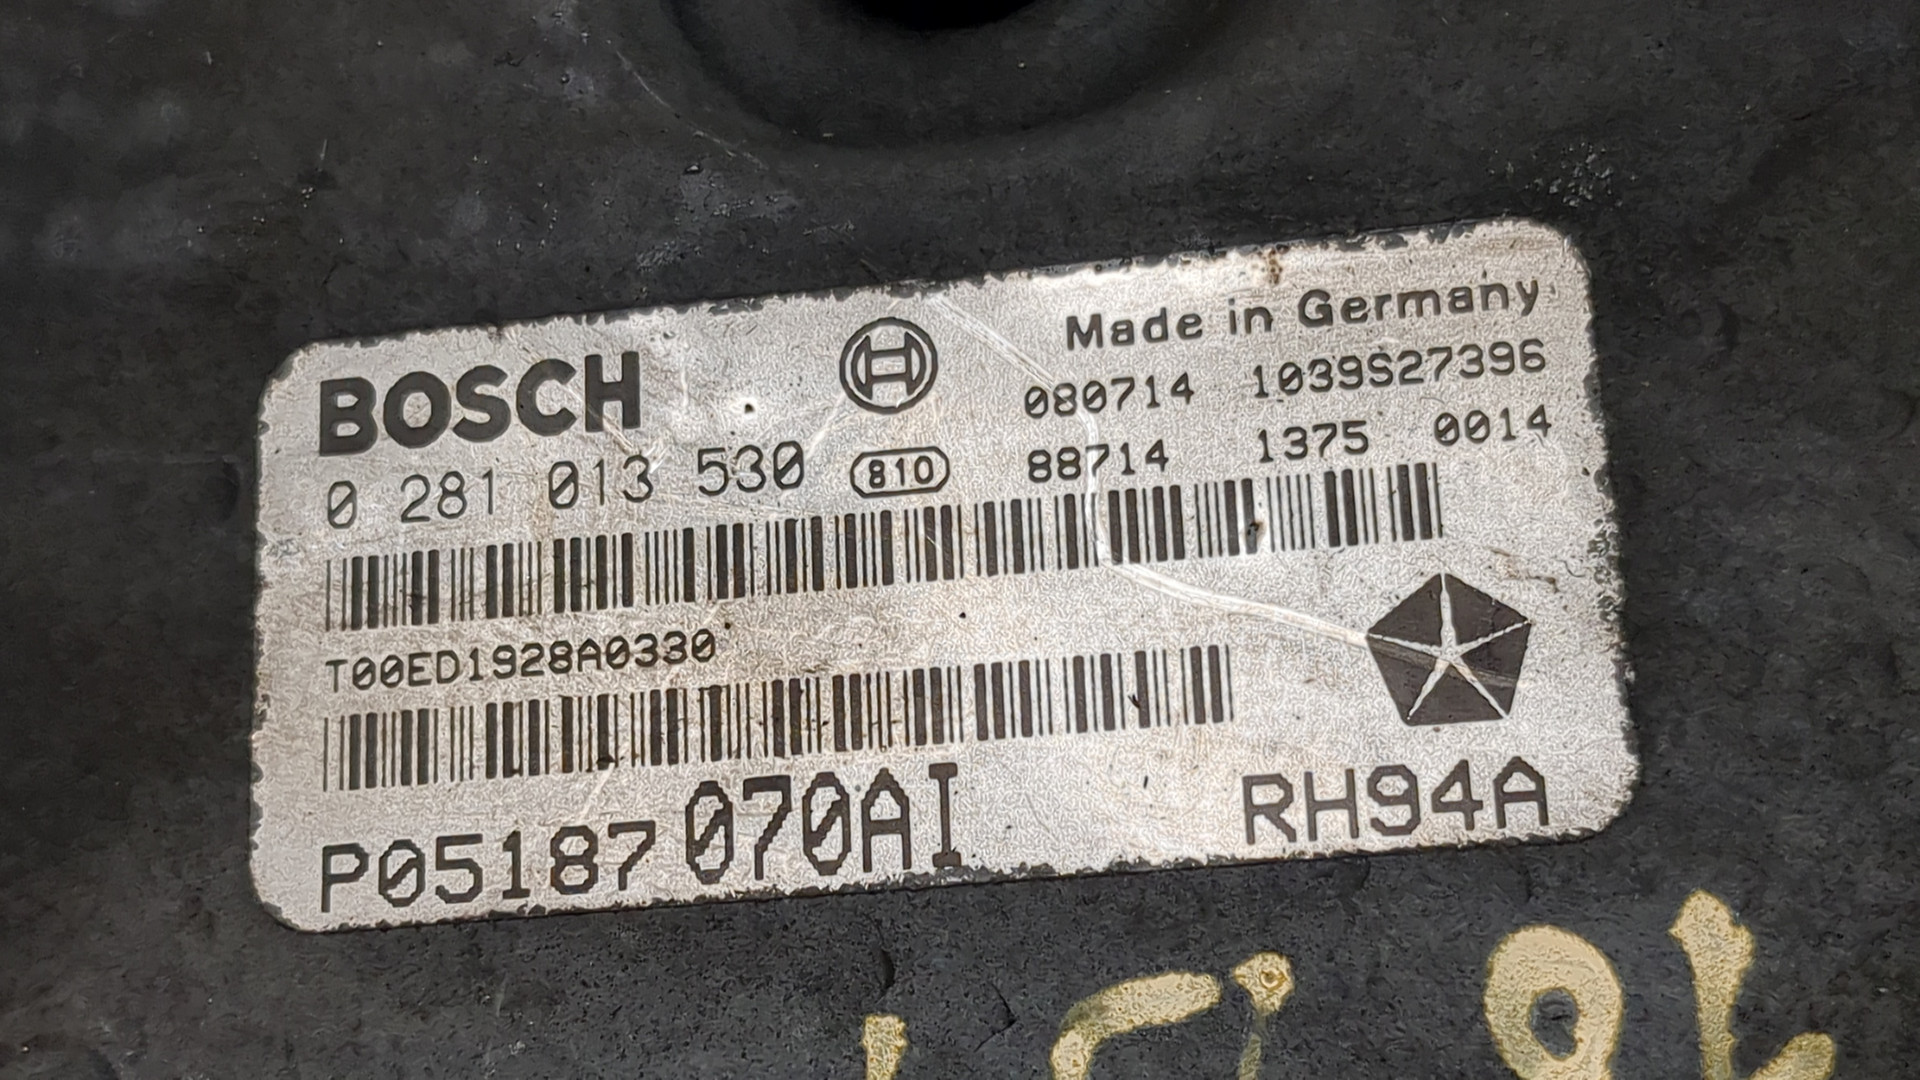 BOSCH
Made in Germany
080714 1039S27396
0 281 013 530 810 88714 1375 0014
T00ED1928A0330
P05187070AI RH94A